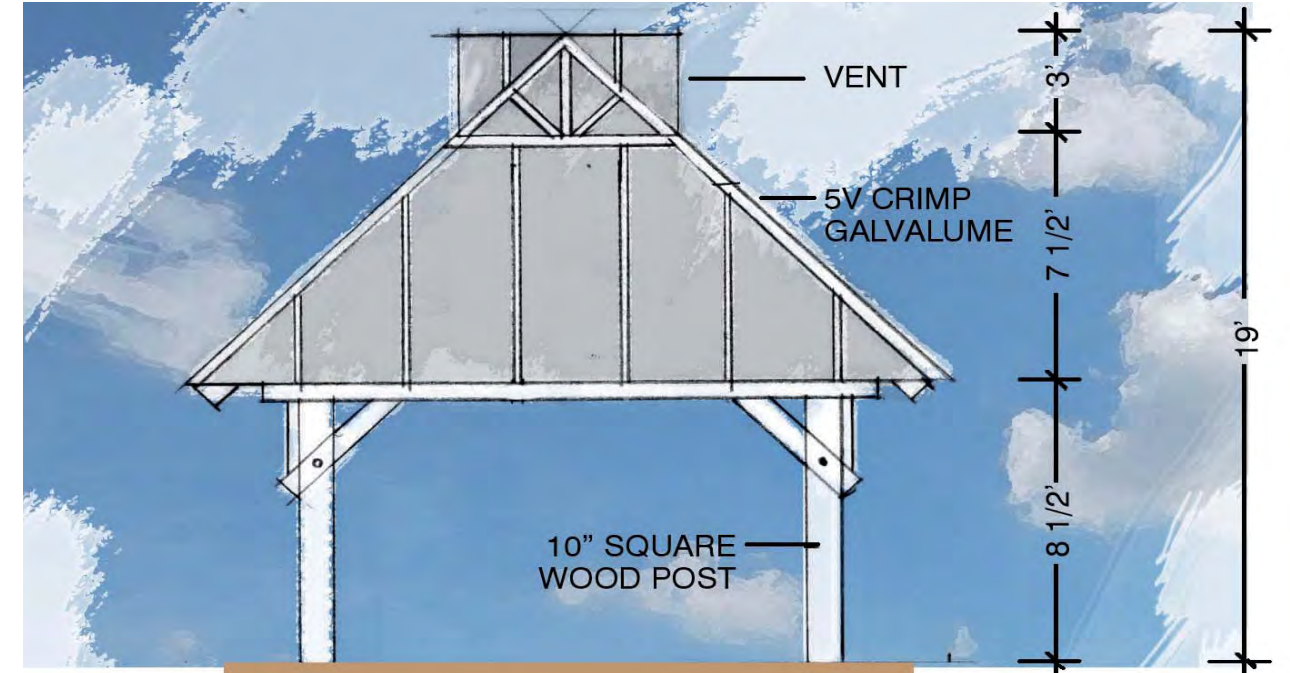 VENT
3'
5V CRIMP
GALVALUME
7 1/2'
19'
8 1/2'
10” SQUARE
WOOD POST